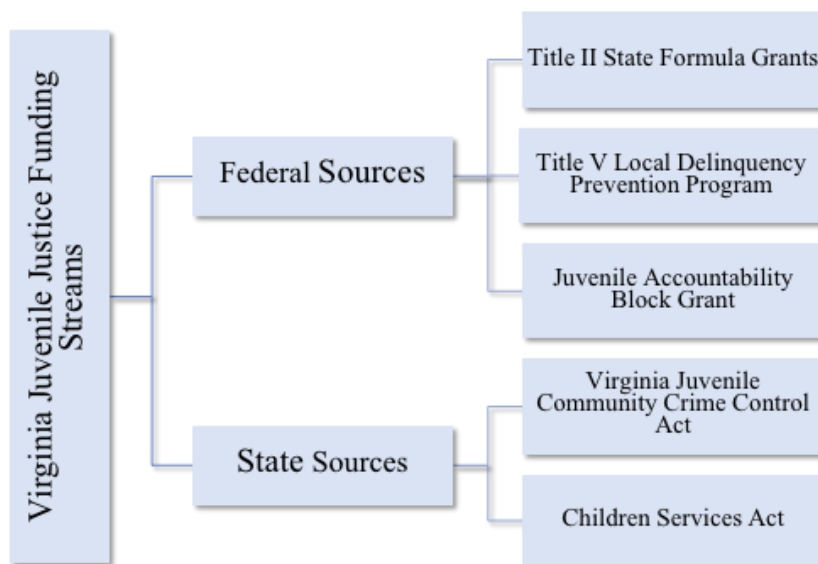 Virginia Juvenile Justice Funding
Streams
Federal Sources
Title II State Formula Grants
Title V Local Delinquency
Prevention Program
Juvenile Accountability
Block Grant
State Sources
Virginia Juvenile
Community Crime Control
Act
Children Services Act